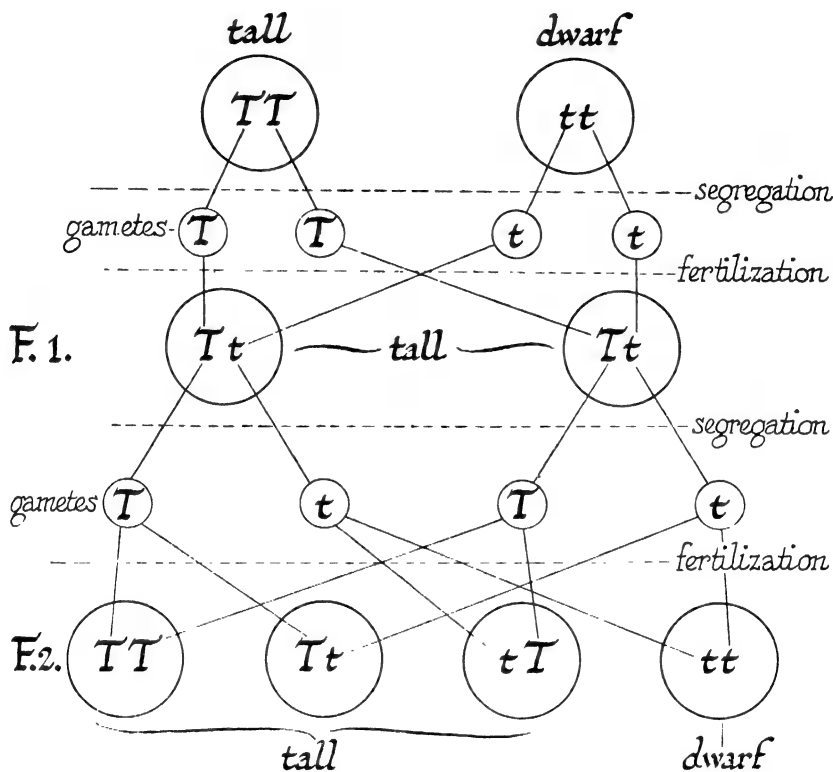 tall dwarf
TT tt
segregation
gametes T T t t
fertilization
F.1. Tt tall Tt
segregation
gametes T t T t
fertilization
F.2. TT Tt tT tt
tall dwarf